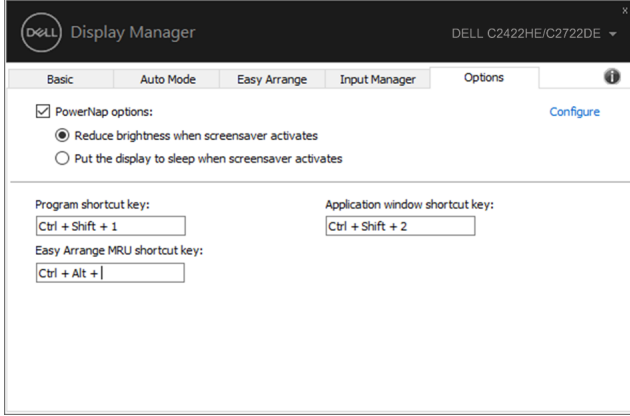 DELL Display Manager
x
DELL C2422HE/C2722DE
Basic Auto Mode Easy Arrange Input Manager Options
i
PowerNap options: Configure
Reduce brightness when screensaver activates
Put the display to sleep when screensaver activates
Program shortcut key: Application window shortcut key:
Ctrl + Shift + 1 Ctrl + Shift + 2
Easy Arrange MRU shortcut key:
Ctrl + Alt +